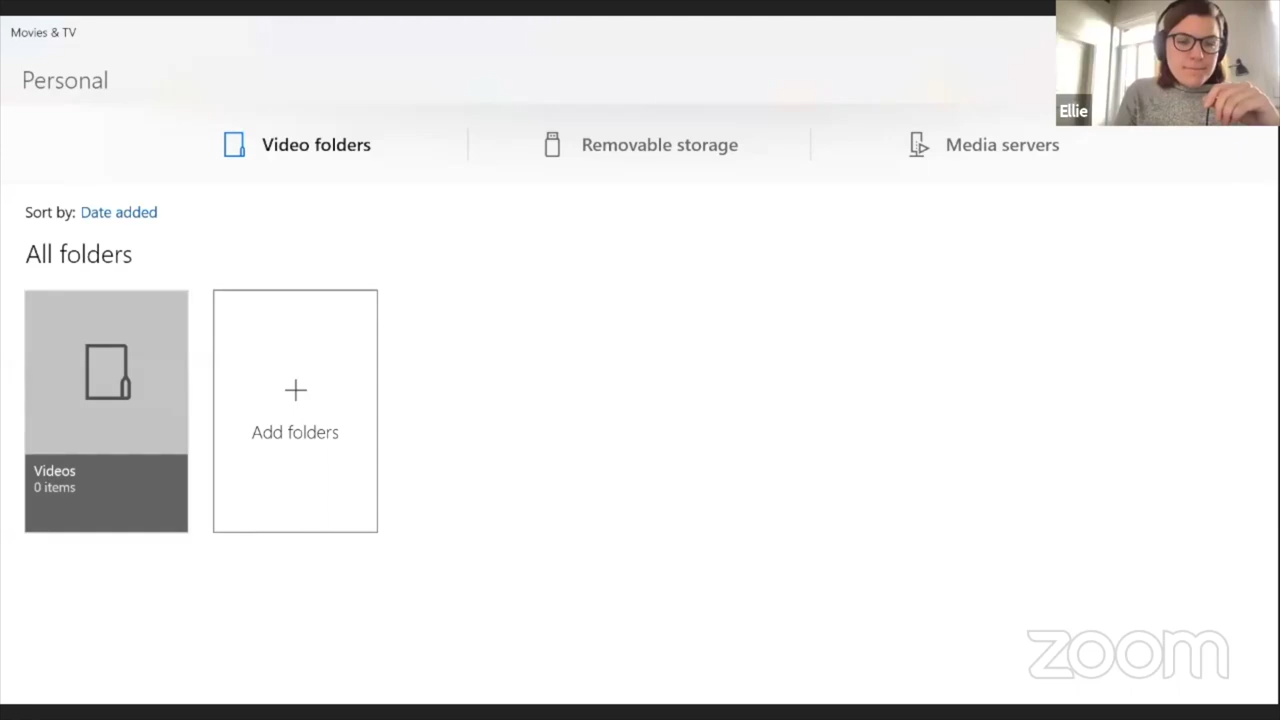 Movies & TV
Personal
Ellie
Video folders
Removable storage
Media servers
Sort by: Date added
All folders
Add folders
Videos
0 items
zoom